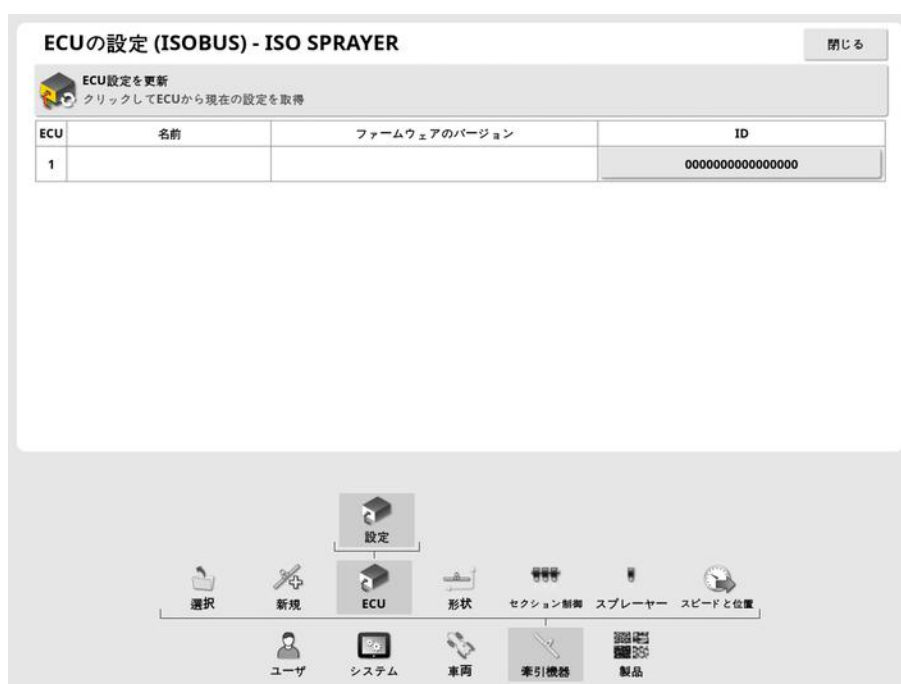 ECUの設定 (ISOBUS) - ISO SPRAYER
閉じる
ECU設定を更新
クリックしてECUから現在の設定を取得
ECU 名前 ファームウェアのバージョン ID
1 0000000000000000
設定
選択 新規 ECU 形状 セクション制御 スプレーヤー スピードと位置
ユーザ システム 車両 牽引機器 製品